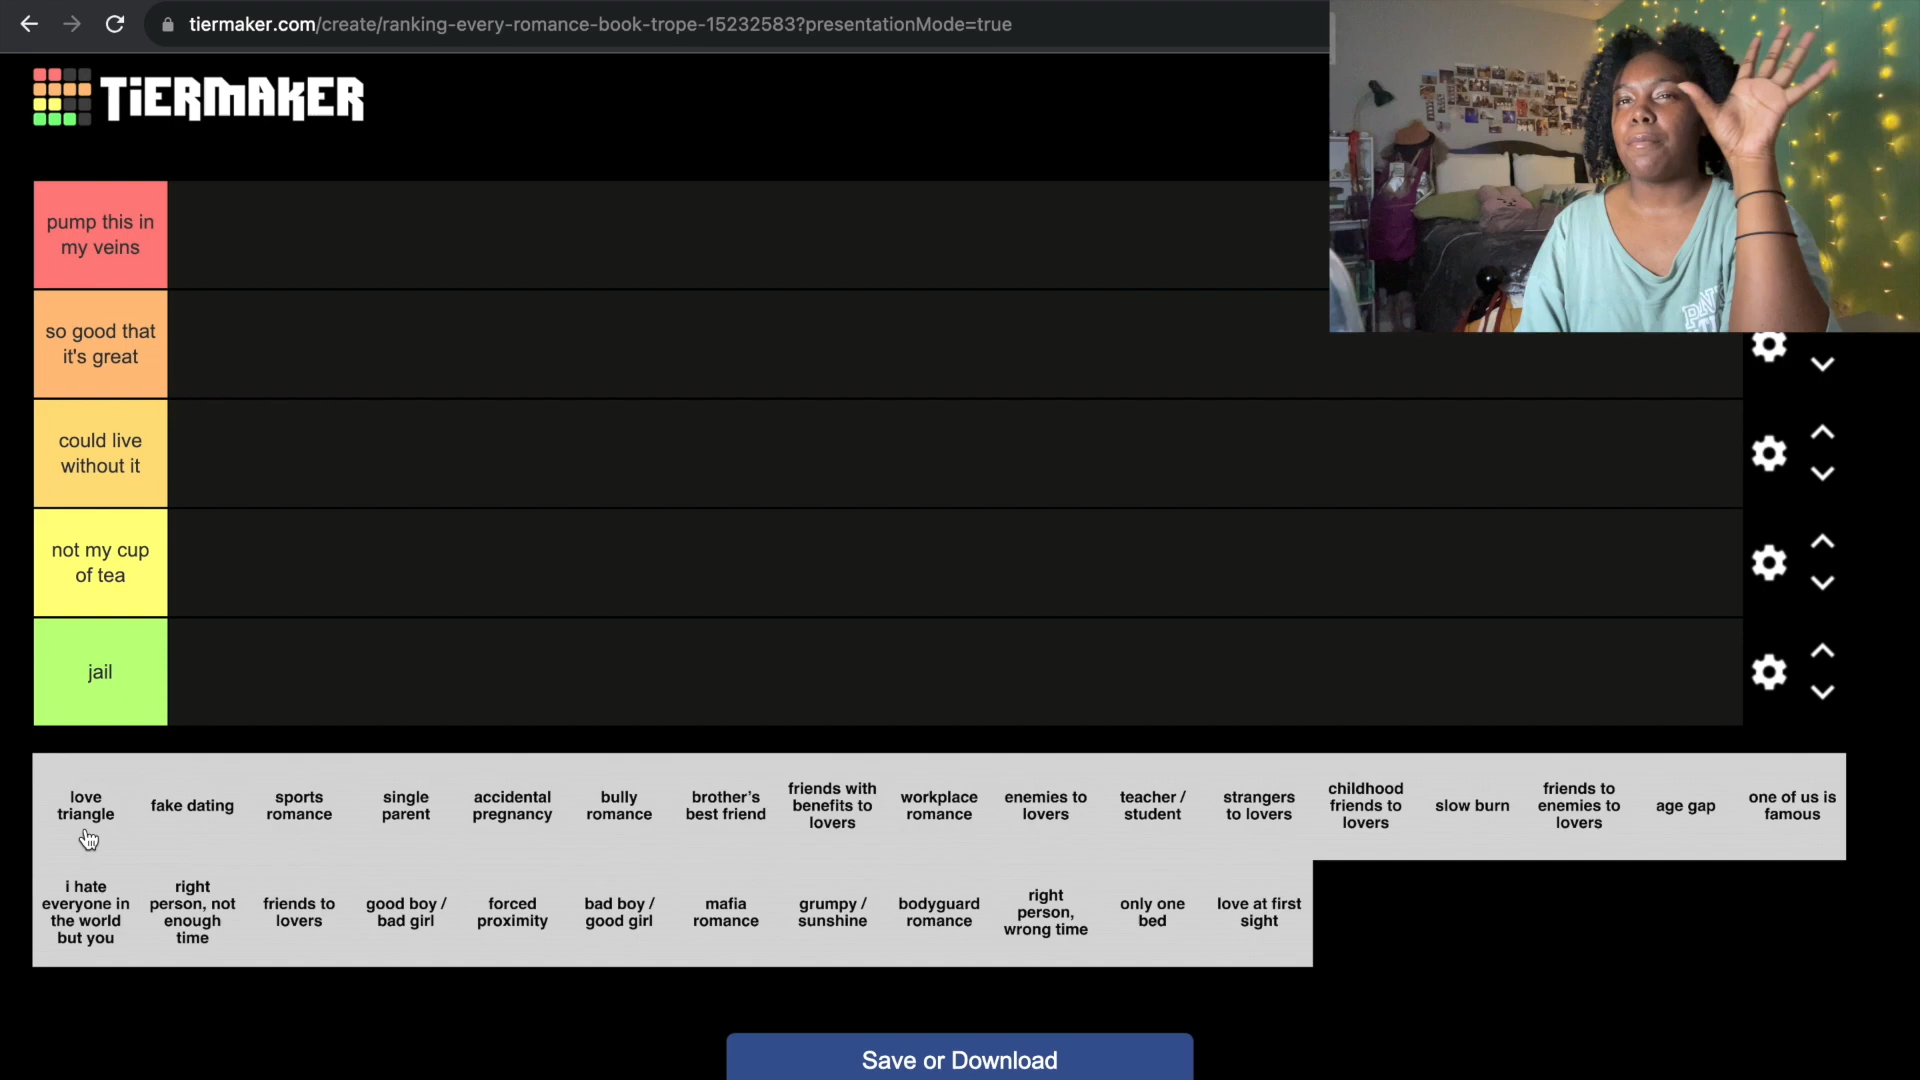 tiermaker.com/create/ranking-every-romance-book-trope-15232583?presentationMode=true
TiERMAKER
pump this in
my veins
so good that
it's great
could live
without it
not my cup
of tea
jail
love
triangle
fake dating
sports
romance
single
parent
accidental
pregnancy
bully
romance
brother’s
best friend
friends with
benefits to
lovers
workplace
romance
enemies to
lovers
teacher /
student
strangers
to lovers
childhood
friends to
lovers
slow burn
friends to
enemies to
lovers
age gap
one of us is
famous
i hate
everyone in
the world
but you
right
person, not
enough
time
friends to
lovers
good boy /
bad girl
forced
proximity
bad boy /
good girl
mafia
romance
grumpy /
sunshine
bodyguard
romance
right
person,
wrong time
only one
bed
love at first
sight
Save or Download